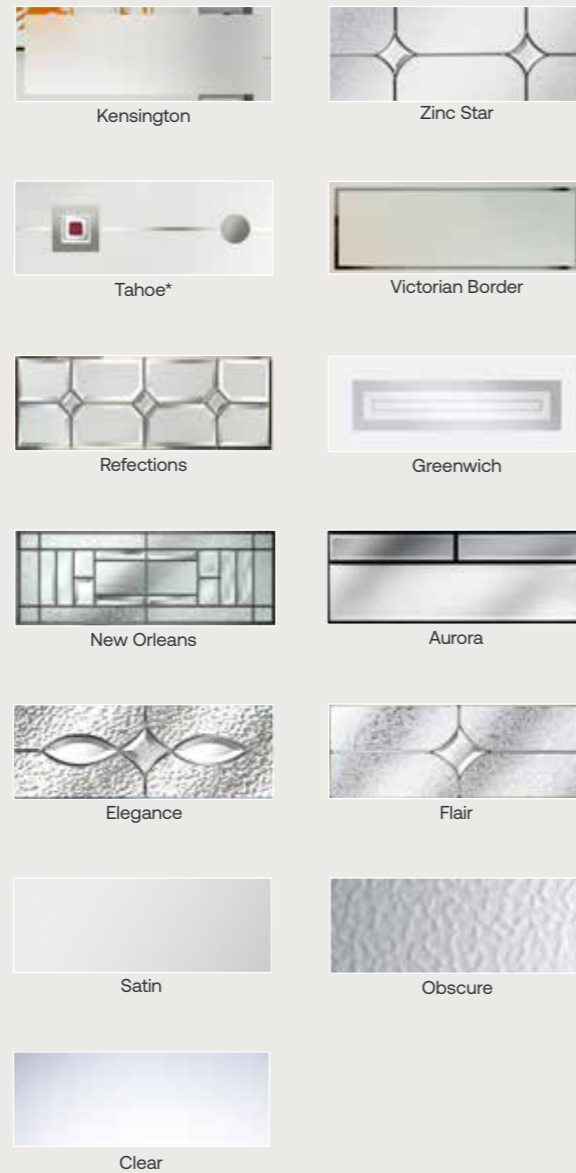 Kensington
Zinc Star
Tahoe*
Victorian Border
Refections
Greenwich
New Orleans
Aurora
Elegance
Flair
Satin
Obscure
Clear